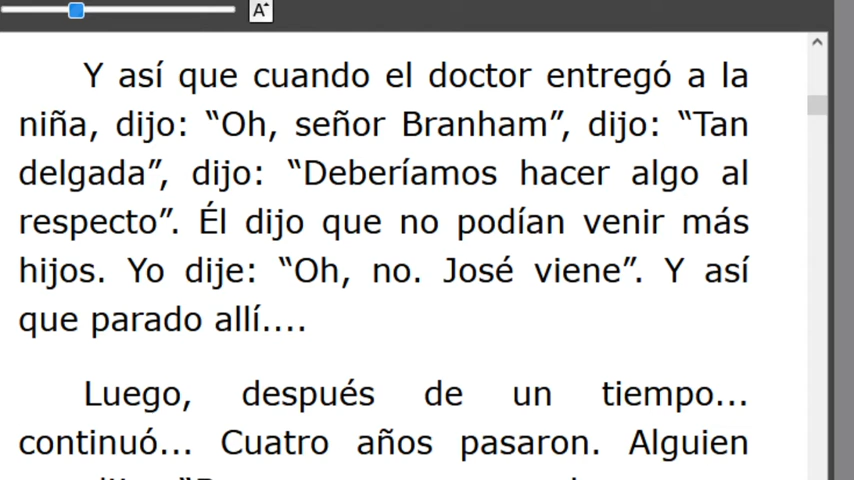 A
Y así que cuando el doctor entregó a la
niña, dijo: “Oh, señor Branham”, dijo: “Tan
delgada”, dijo: “Deberíamos hacer algo al
respecto”. Él dijo que no podían venir más
hijos. Yo dije: “Oh, no. José viene”. Y así
que parado allí....
Luego, después de un tiempo...
continuó... Cuatro años pasaron. Alguien